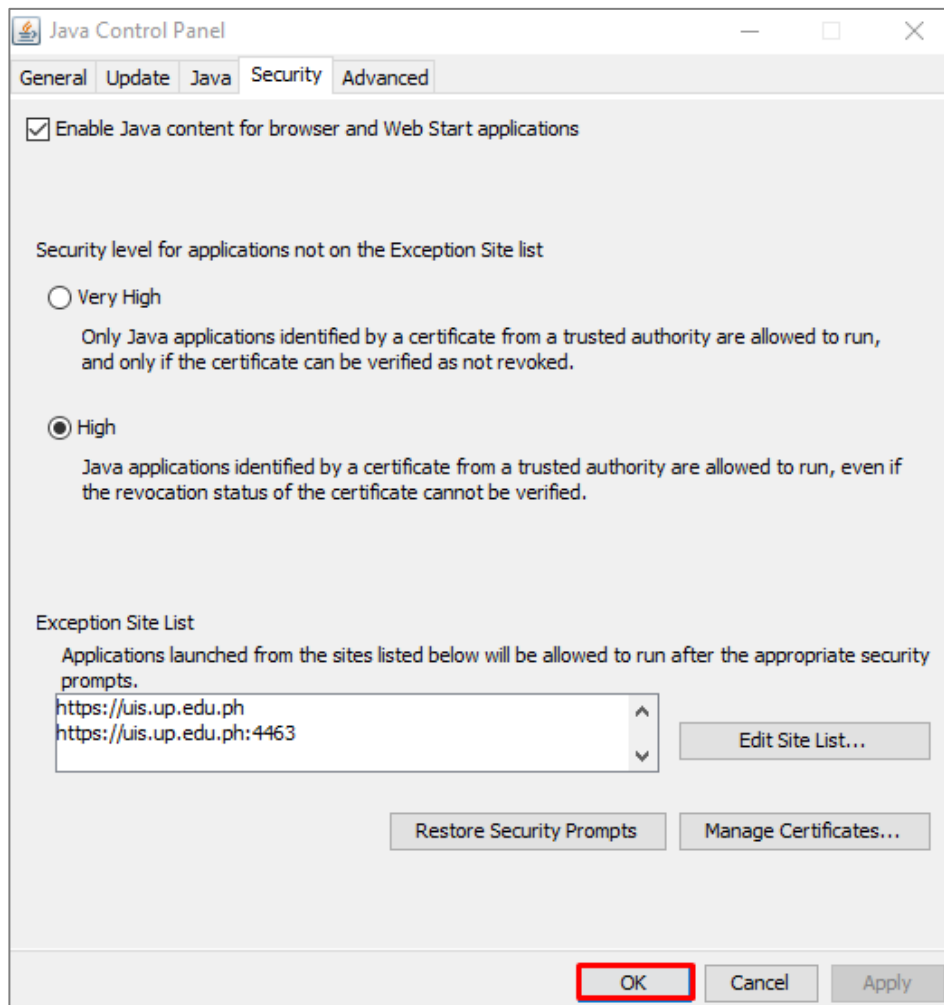 Java Control Panel
General Update Java Security Advanced
Enable Java content for browser and Web Start applications
Security level for applications not on the Exception Site list
Very High
Only Java applications identified by a certificate from a trusted authority are allowed to run,
and only if the certificate can be verified as not revoked.
High
Java applications identified by a certificate from a trusted authority are allowed to run, even if
the revocation status of the certificate cannot be verified.
Exception Site List
Applications launched from the sites listed below will be allowed to run after the appropriate security
prompts.
https://uis.up.edu.ph
https://uis.up.edu.ph:4463
Edit Site List...
Restore Security Prompts Manage Certificates...
OK Cancel Apply